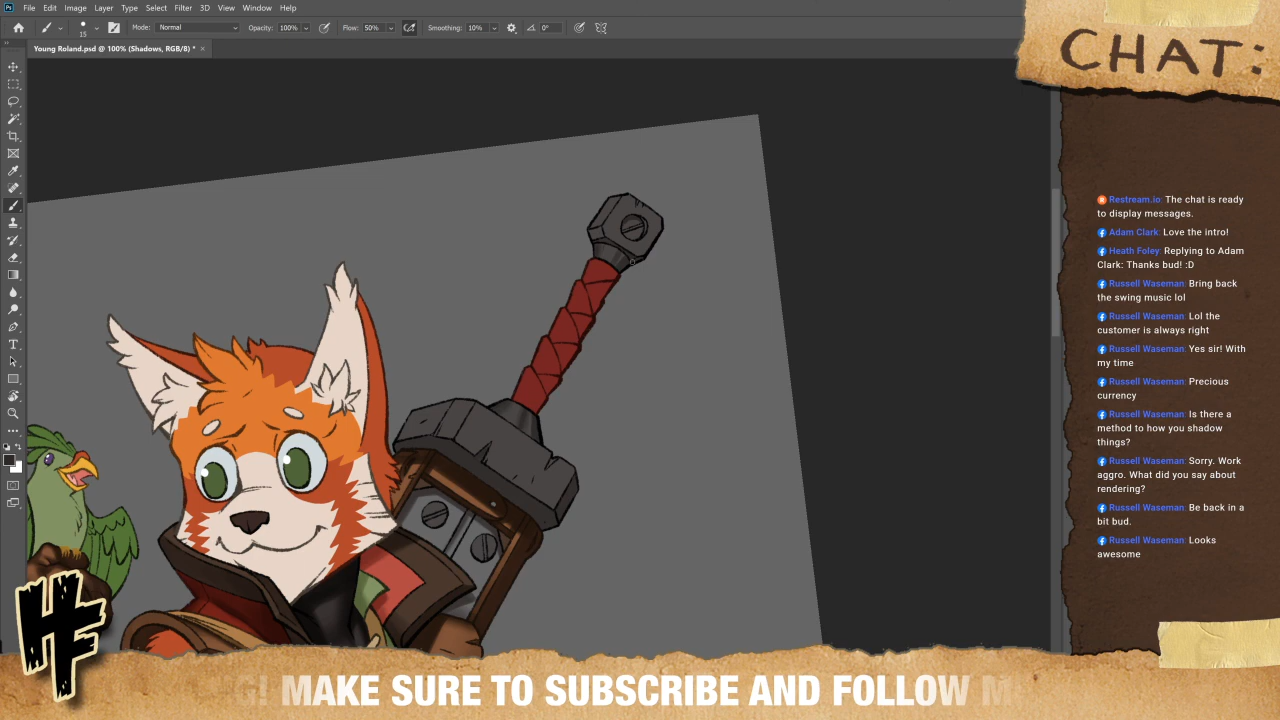 File Edit Image Layer Type Select Filter 3D View Window Help
15 Mode: Normal Opacity: 100% Flow: 50% Smoothing: 10% 0°
Young Roland.psd @ 100% (Shadows, RGB/8) *
CHAT:
Restream.io: The chat is ready
to display messages.
Adam Clark: Love the intro!
Heath Foley: Replying to Adam
Clark: Thanks bud! :D
Russell Waseman: Bring back
the swing music lol
Russell Waseman: Lol the
customer is always right
Russell Waseman: Yes sir! With
my time
Russell Waseman: Precious
currency
Russell Waseman: Is there a
method to how you shadow
things?
Russell Waseman: Sorry. Work
aggro. What did you say about
rendering?
Russell Waseman: Be back in a
bit bud.
Russell Waseman: Looks
awesome
HF
G! MAKE SURE TO SUBSCRIBE AND FOLLOW M